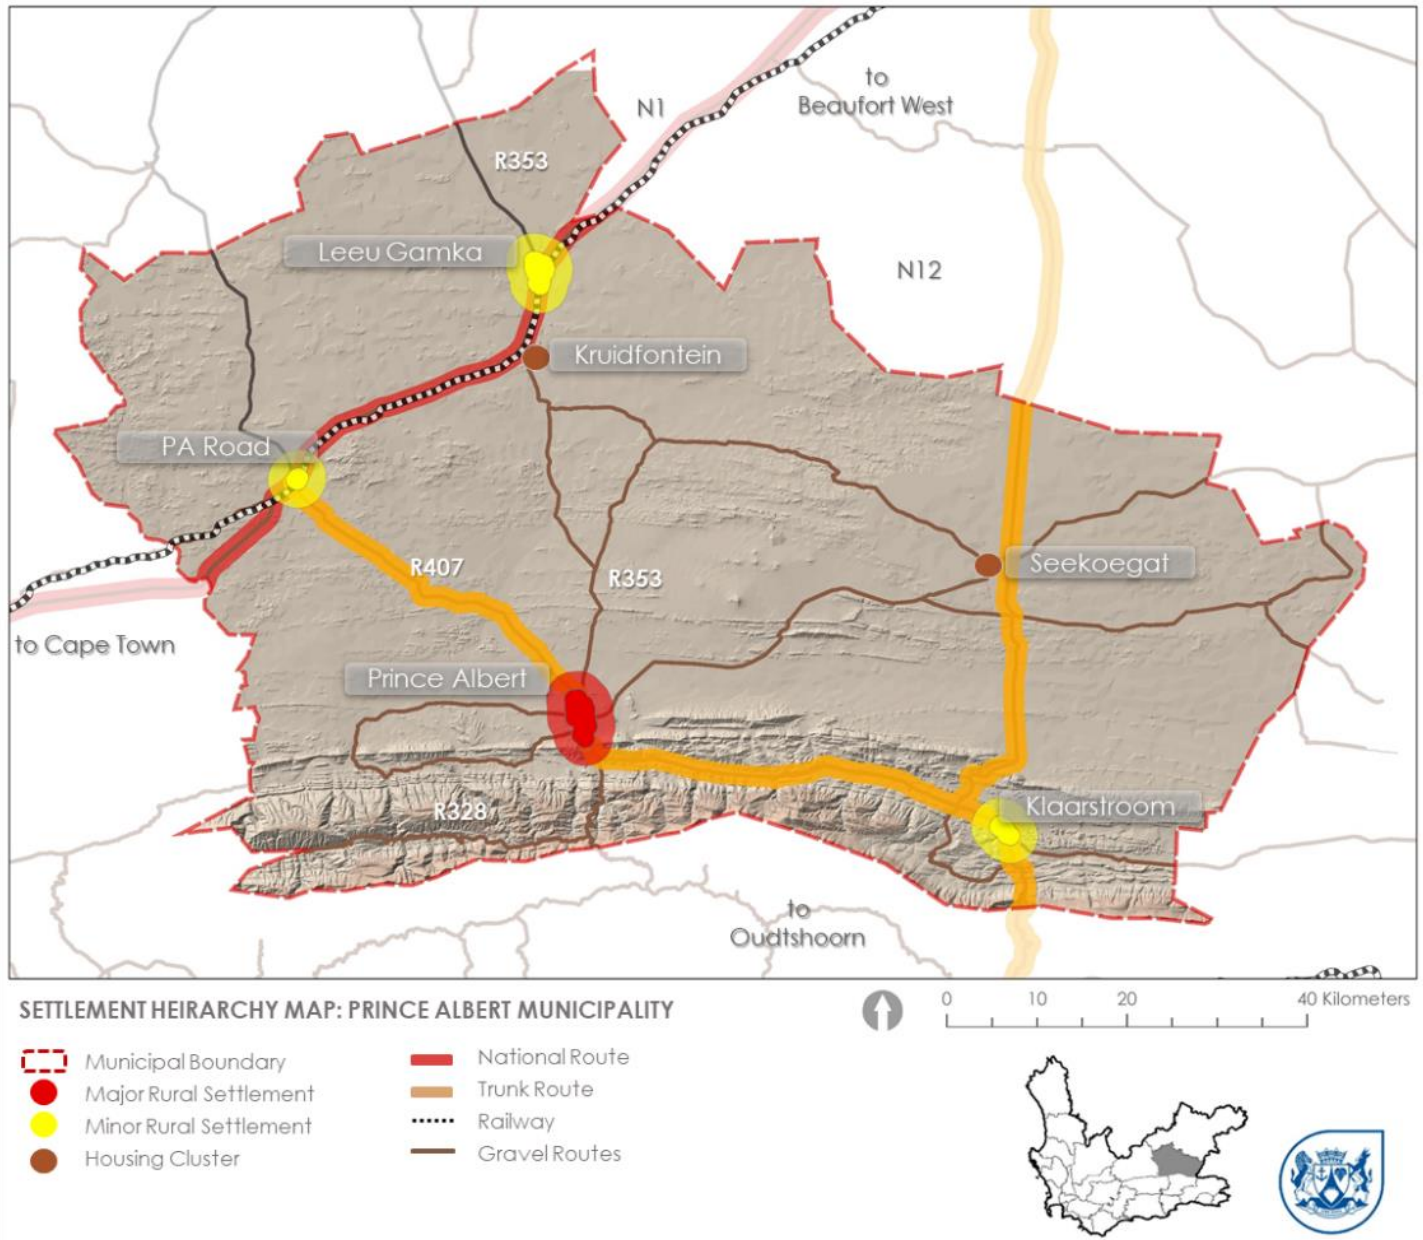 to
Beaufort West
N1
R353
Leeu Gamka
N12
Kruidfontein
PA Road
R407
R353
Seekoegat
to Cape Town
Prince Albert
R328
Klaarstroom
to
Oudtshoorn
SETTLEMENT HEIRARCHY MAP: PRINCE ALBERT MUNICIPALITY
0 10 20 40 Kilometers
Municipal Boundary
Major Rural Settlement
Minor Rural Settlement
Housing Cluster
National Route
Trunk Route
Railway
Gravel Routes